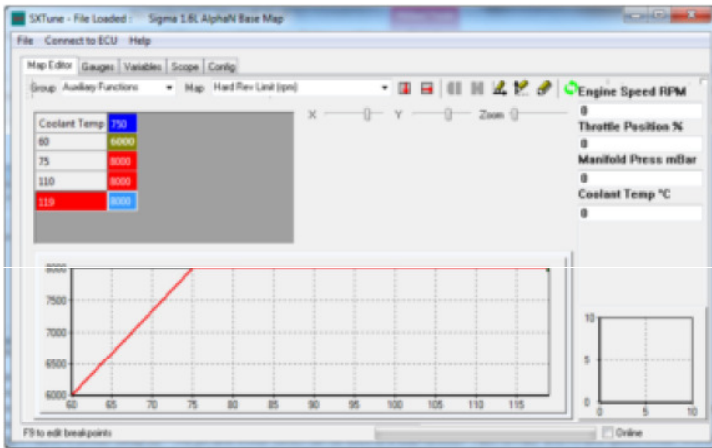 SXTune - File Loaded : Sigma 1.6L AlphaN Base Map
File Connect to ECU Help
Map Editor Gauges Variables Scope Config
Group Auxiliary Functions Map Hard Rev Limit (rpm)
X Y Zoom
Coolant Temp 750
60 6000
75 8000
110 8000
119 8000
Engine Speed RPM
0
Throttle Position %
0
Manifold Press mBar
0
Coolant Temp °C
0
8000
7500
7000
6500
6000
60 65 70 75 80 85 90 95 100 105 110 115
10
5
0
0 5 10
F9 to edit breakpoints
Online